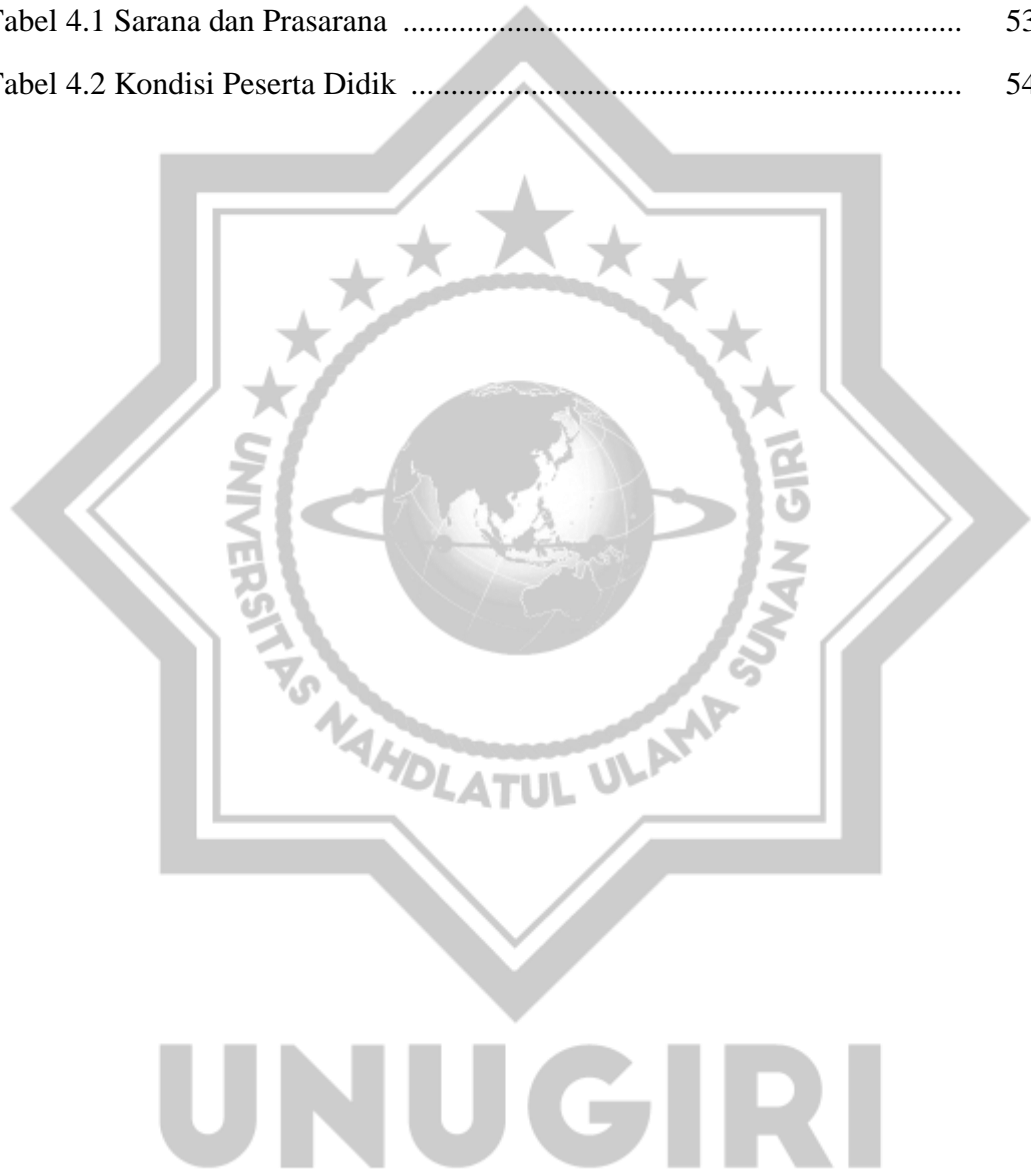 Tabel 4.1 Sarana dan Prasarana ..................................................................... 53
Tabel 4.2 Kondisi Peserta Didik .................................................................... 54
UNIVERSITAS NAHDLATUL ULAMA SUNAN GIRI
UNUGIRI